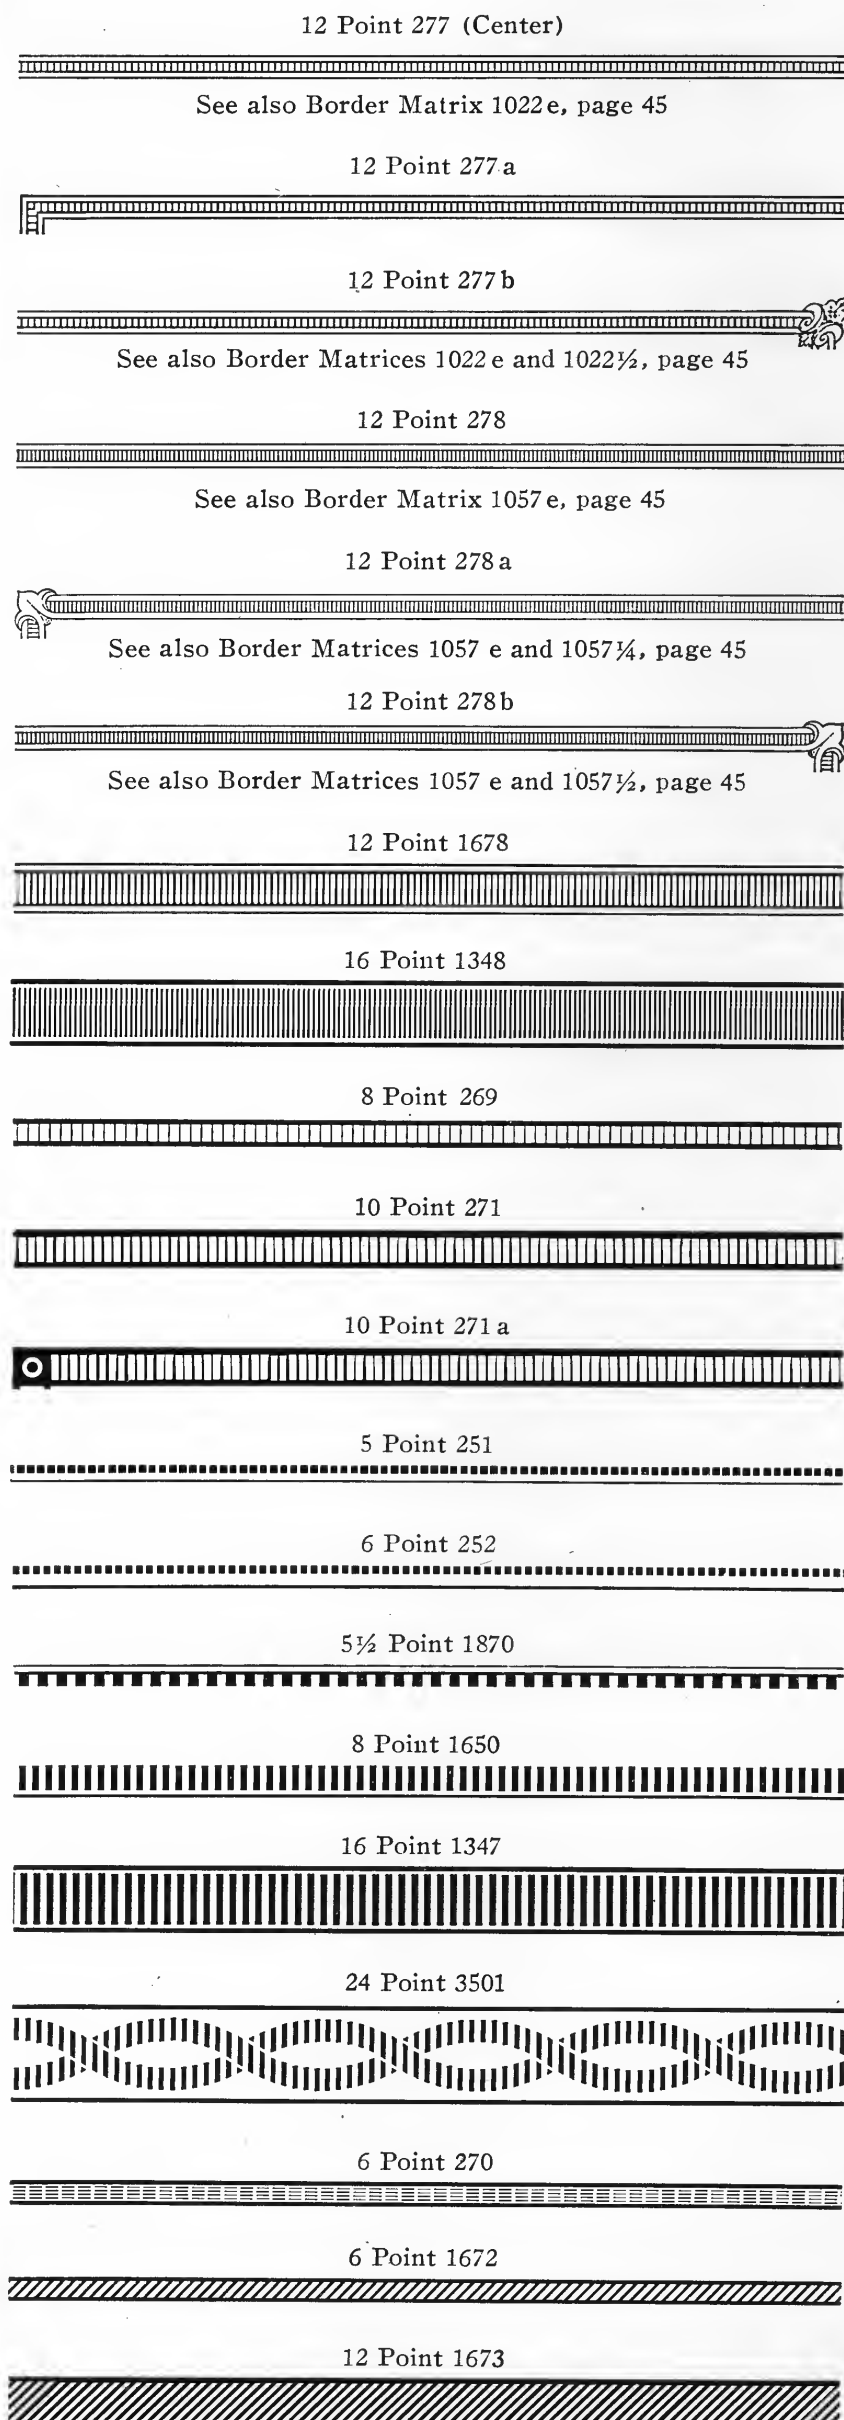 12 Point 277 (Center)
See also Border Matrix 1022 e, page 45
12 Point 277 a
12 Point 277 b
See also Border Matrices 1022 e and 1022½, page 45
12 Point 278
See also Border Matrix 1057 e, page 45
12 Point 278 a
See also Border Matrices 1057 e and 1057¼, page 45
12 Point 278 b
See also Border Matrices 1057 e and 1057½, page 45
12 Point 1678
16 Point 1348
8 Point 269
10 Point 271
10 Point 271 a
5 Point 251
6 Point 252
5½ Point 1870
8 Point 1650
16 Point 1347
24 Point 3501
6 Point 270
6 Point 1672
12 Point 1673